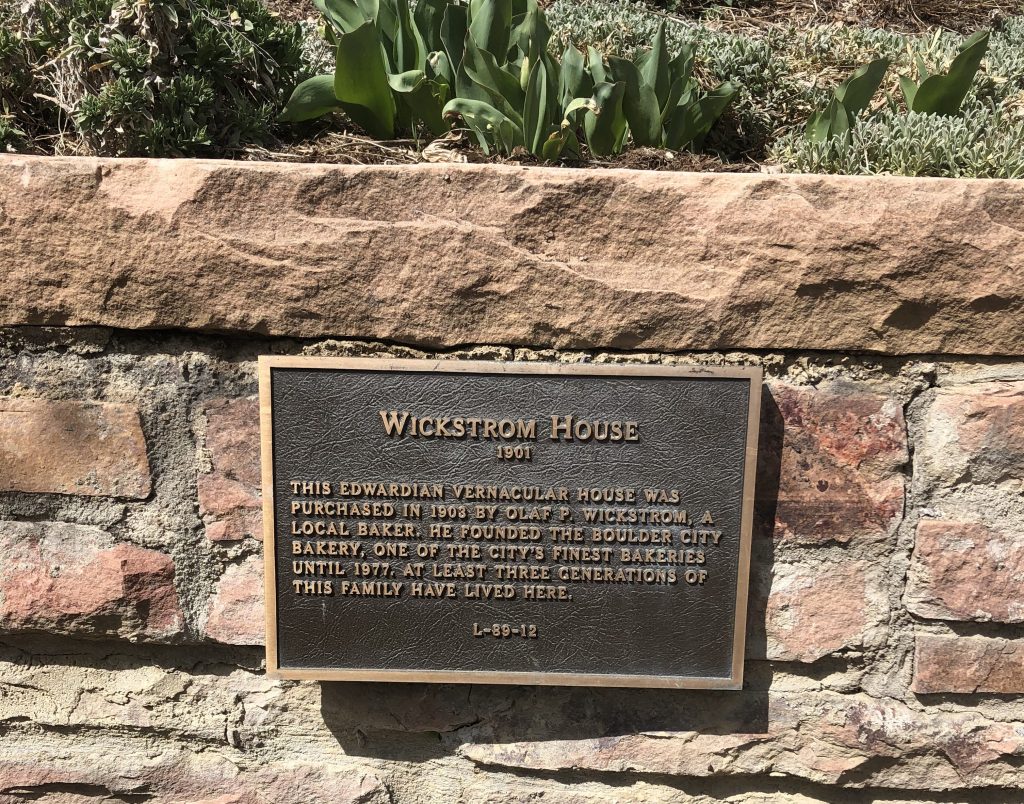 WICKSTROM HOUSE
1901
THIS EDWARDIAN VERNACULAR HOUSE WAS
PURCHASED IN 1903 BY OLAF P. WICKSTROM, A
LOCAL BAKER. HE FOUNDED THE BOULDER CITY
BAKERY, ONE OF THE CITY'S FINEST BAKERIES
UNTIL 1977. AT LEAST THREE GENERATIONS OF
THIS FAMILY HAVE LIVED HERE.
L-89-12